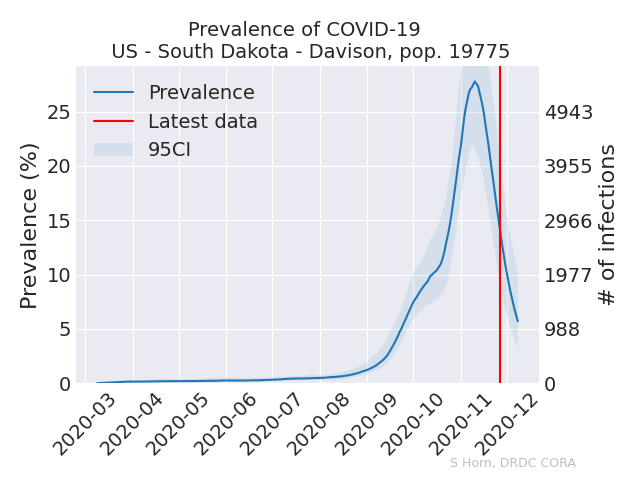 Prevalence of COVID-19
US - South Dakota - Davison, pop. 19775
Prevalence
Latest data
95CI
Prevalence (%)
25
20
15
10
5
0
4943
3955
2966
1977
988
0
# of infections
2020-03
2020-04
2020-05
2020-06
2020-07
2020-08
2020-09
2020-10
2020-11
2020-12
S Horn, DRDC CORA